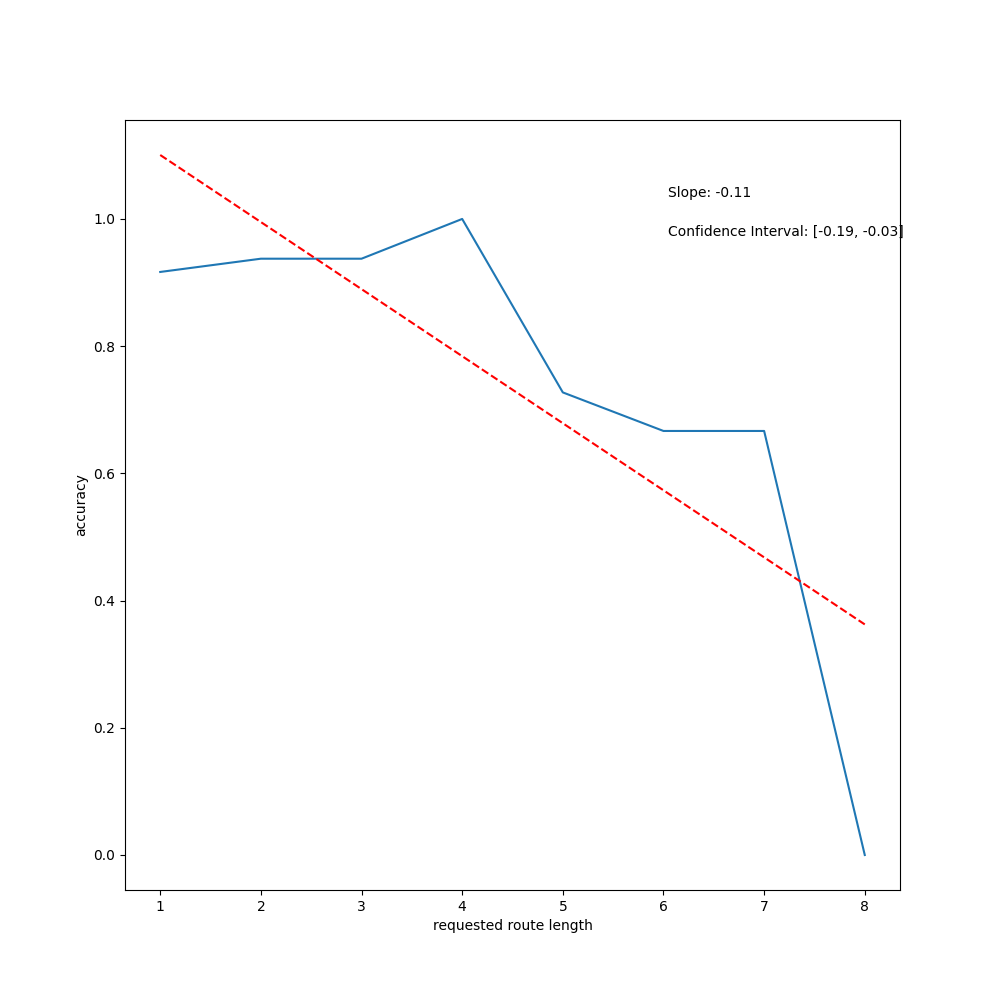 Slope: -0.11
Confidence Interval: [-0.19, -0.03]
1.0
0.8
0.6
0.4
0.2
0.0
accuracy
1 2 3 4 5 6 7 8
requested route length